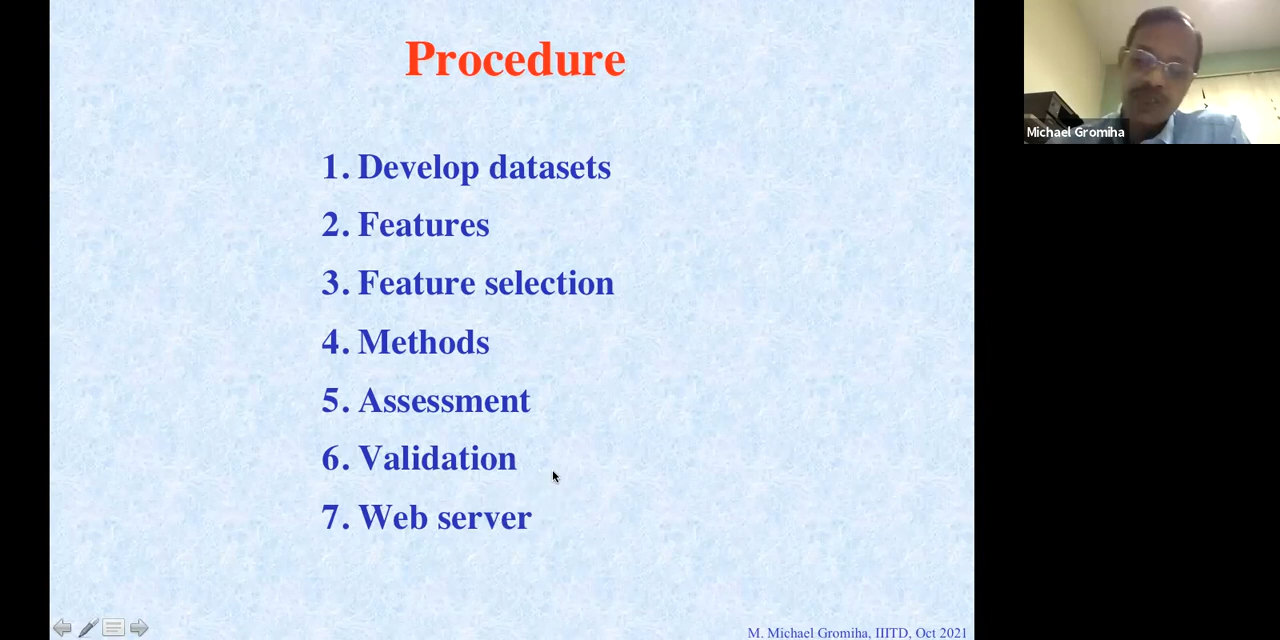 Procedure
1. Develop datasets
2. Features
3. Feature selection
4. Methods
5. Assessment
6. Validation
7. Web server
M. Michael Gromiha, IIITD, Oct 2021
Michael Gromiha